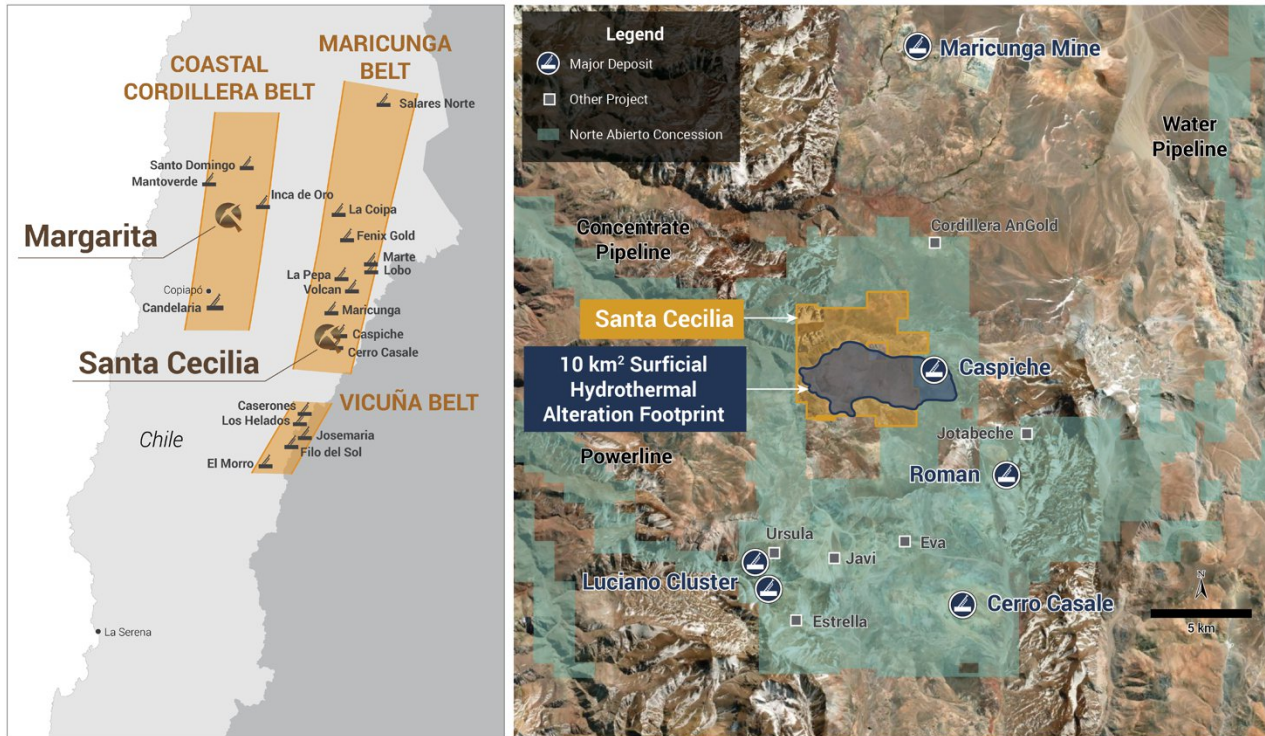 COASTAL
CORDILLERA BELT
MARICUNGA
BELT
Salares Norte
Santo Domingo
Mantoverde
Inca de Oro
La Coipa
Margarita
Fenix Gold
Marte
Lobo
La Pepa
Volcan
Copiapó
Candelaria
Maricunga
Caspiche
Santa Cecilia
Cerro Casale
VICUÑA BELT
Caserones
Los Helados
Josemaria
Chile
Filo del Sol
El Morro
La Serena
Legend
Major Deposit
Other Project
Norte Abierto Concession
Maricunga Mine
Water
Pipeline
Concentrate
Pipeline
Cordillera AnGold
Santa Cecilia
10 km² Surficial
Hydrothermal
Alteration Footprint
Caspiche
Jotabeche
Powerline
Roman
Ursula
Javi
Eva
Luciano Cluster
Cerro Casale
Estrella
N
5 km